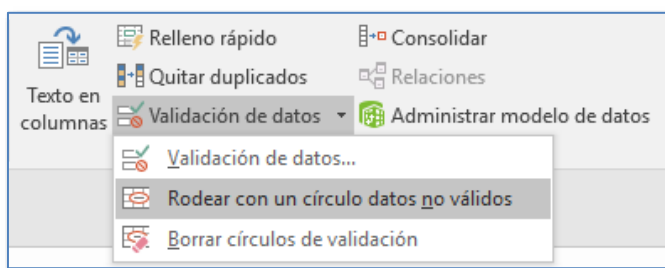 Texto en
columnas
Relleno rápido
Quitar duplicados
Validación de datos
Consolidar
Relaciones
Administrar modelo de datos
Validación de datos...
Rodear con un círculo datos no válidos
Borrar círculos de validación